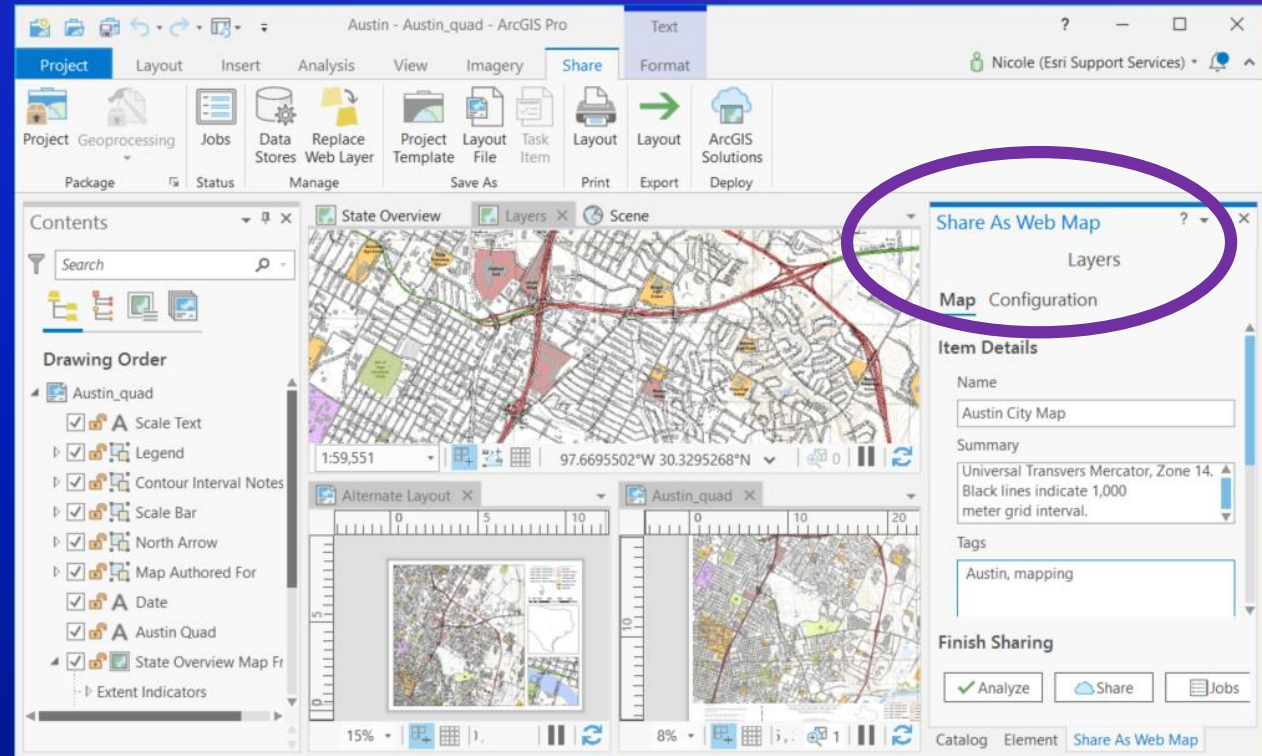 Austin - Austin_quad - ArcGIS Pro
Text
?
Project Layout Insert Analysis View Imagery Share Format
Nicole (Esri Support Services)
Project Geoprocessing Jobs Data Stores Replace Web Layer Project Template Layout File Task Item Layout Layout ArcGIS Solutions
Package Status Manage Save As Print Export Deploy
Contents
Search
Drawing Order
Austin_quad
A Scale Text
Legend
Contour Interval Notes
Scale Bar
North Arrow
Map Authored For
A Date
A Austin Quad
State Overview Map Fr
Extent Indicators
State Overview Layers Scene
1:59,551 97.6695502°W 30.3295268°N 0
Alternate Layout
0 5 10
5
0
15%
Austin_quad
0 10 20
10
8% 1
Share As Web Map ?
Layers
Map Configuration
Item Details
Name
Austin City Map
Summary
Universal Transvers Mercator, Zone 14.
Black lines indicate 1,000
meter grid interval.
Tags
Austin, mapping
Finish Sharing
Analyze Share Jobs
Catalog Element Share As Web Map